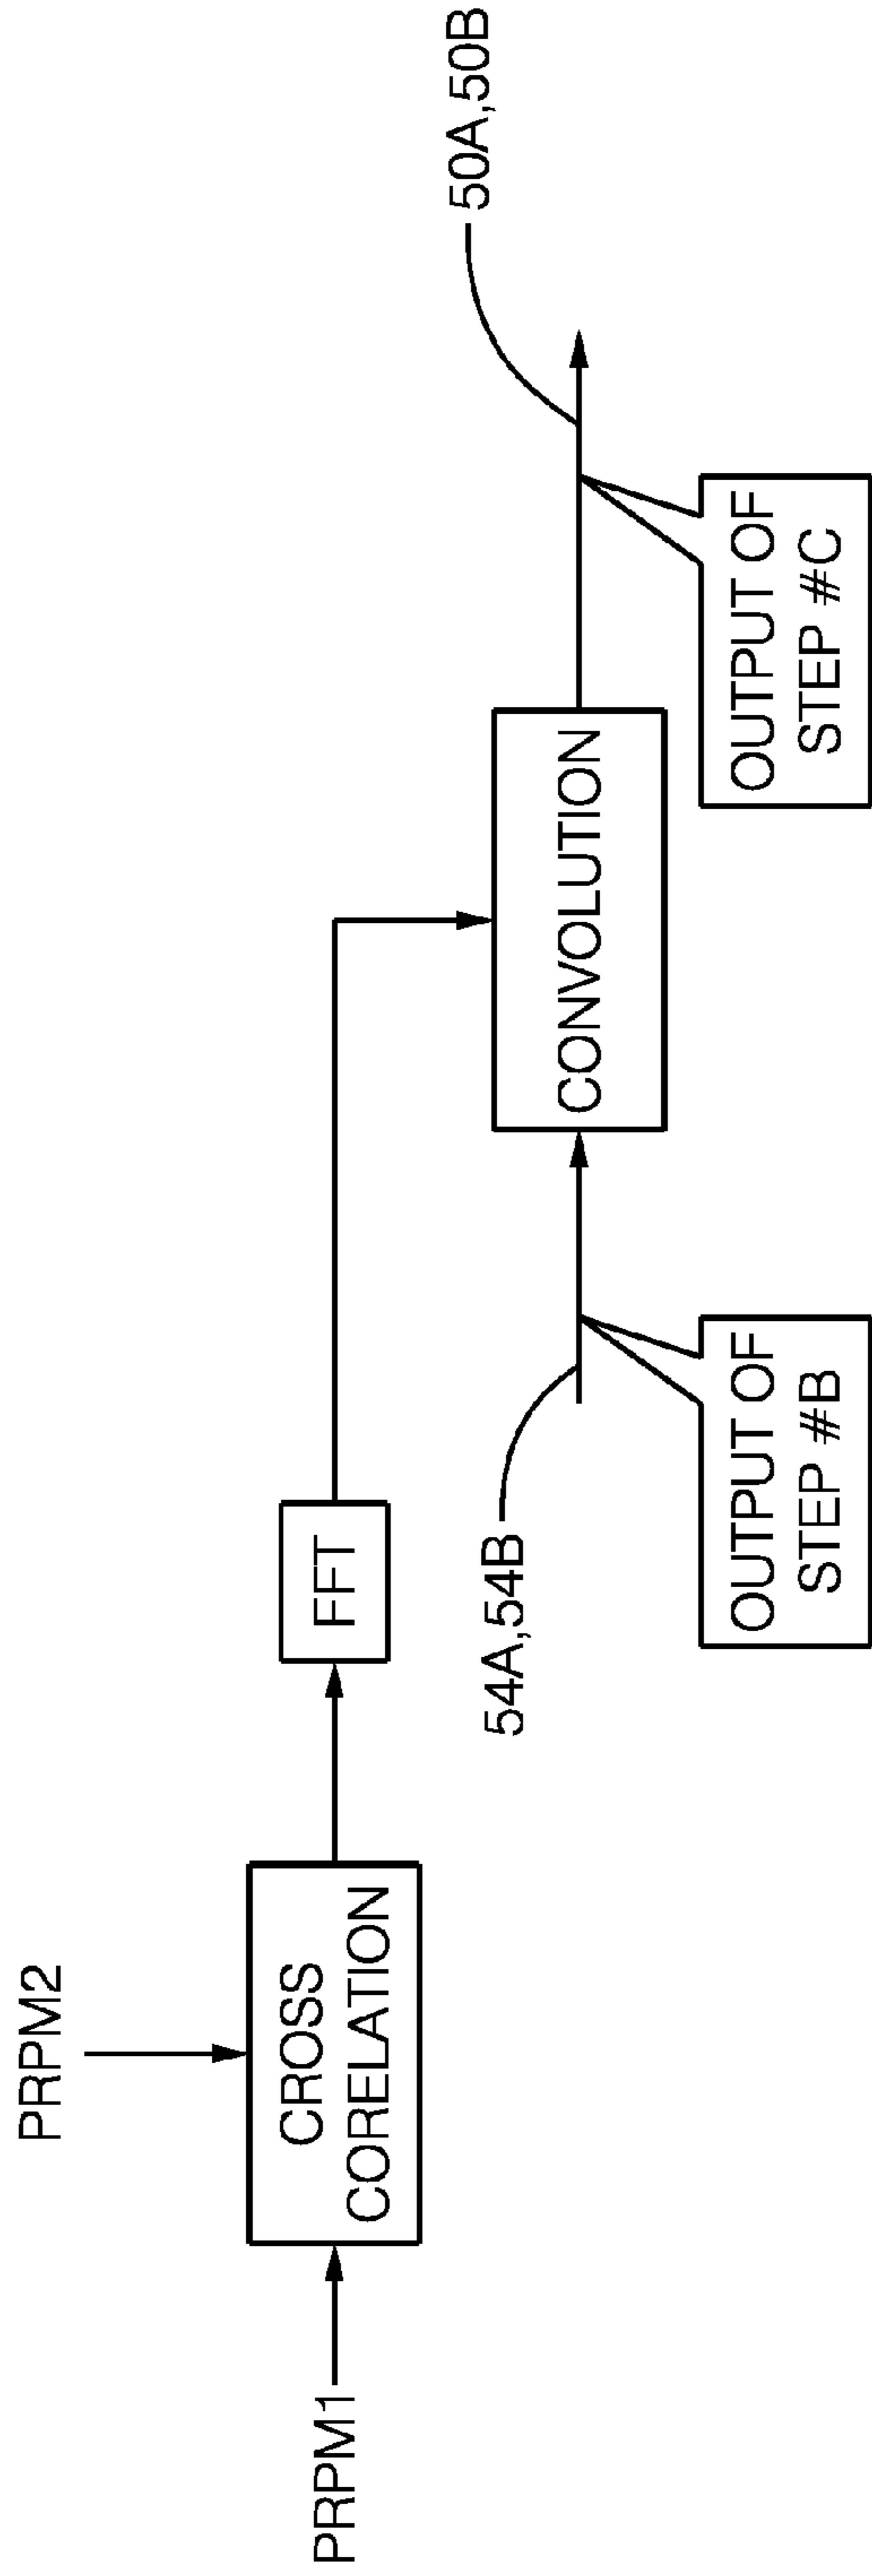 PRPM2
PRPM1
CROSS
CORELATION
FFT
54A,54B
CONVOLUTION
50A,50B
OUTPUT OF
STEP #B
OUTPUT OF
STEP #C